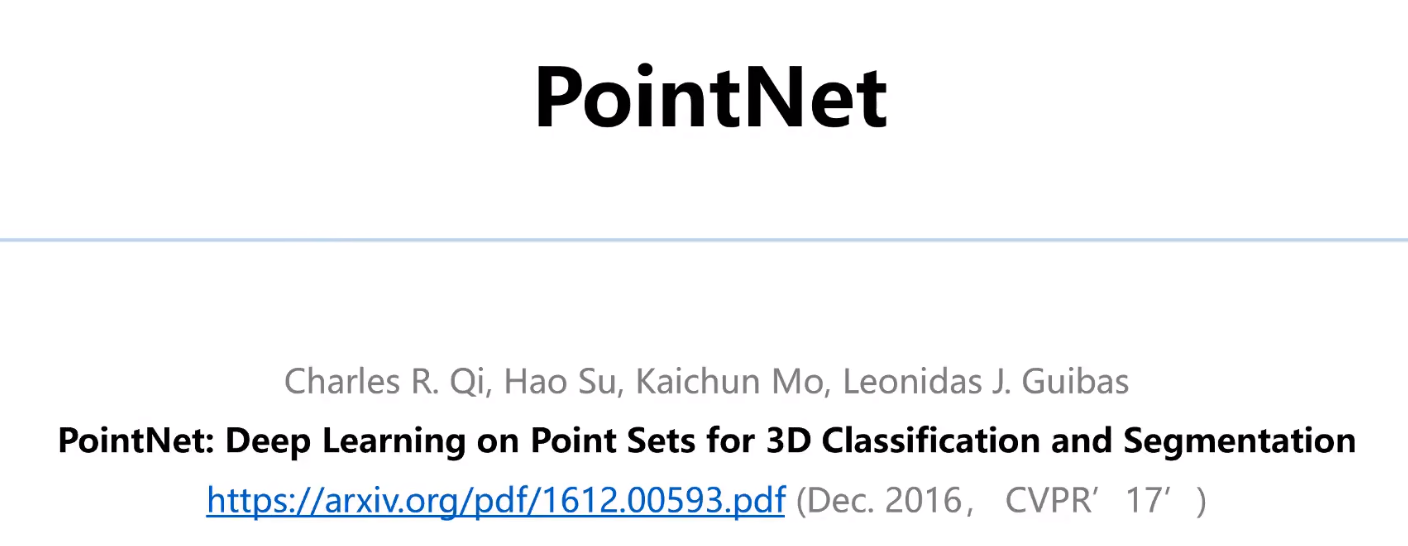 PointNet
Charles R. Qi, Hao Su, Kaichun Mo, Leonidas J. Guibas
PointNet: Deep Learning on Point Sets for 3D Classification and Segmentation
https://arxiv.org/pdf/1612.00593.pdf (Dec. 2016， CVPR′ 17′ )